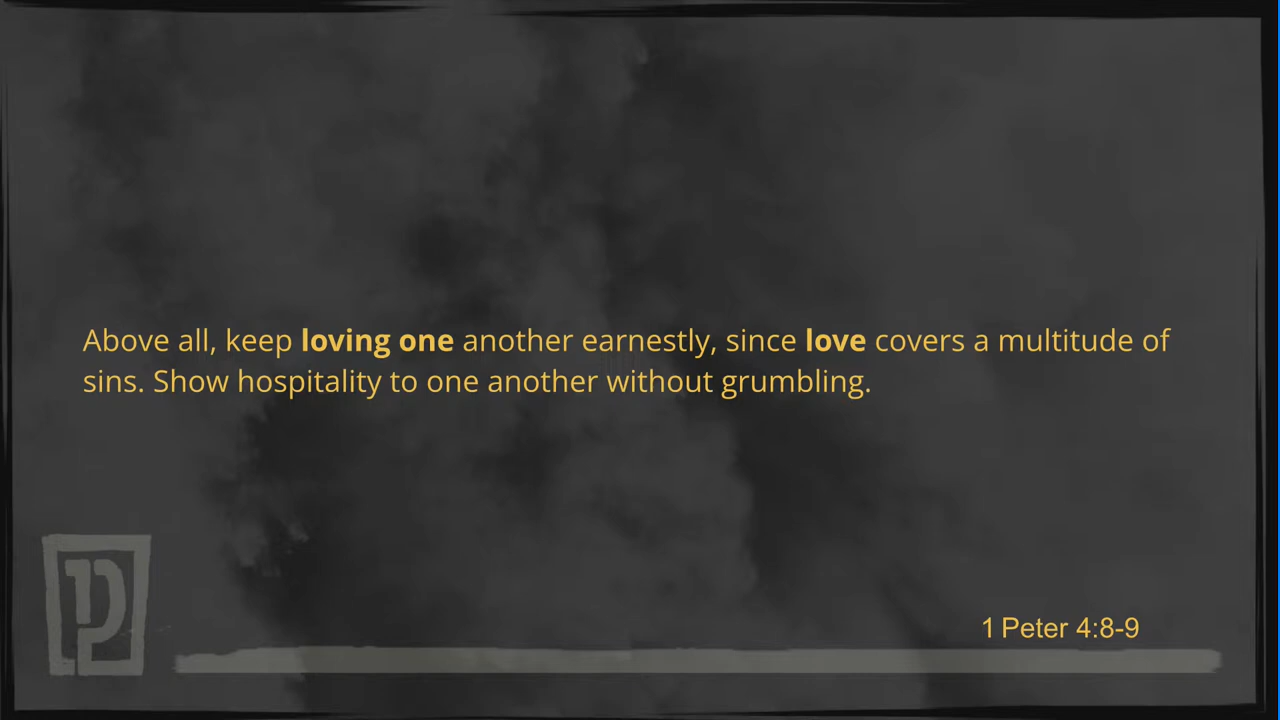 Above all, keep loving one another earnestly, since love covers a multitude of
sins. Show hospitality to one another without grumbling.
1 Peter 4:8-9